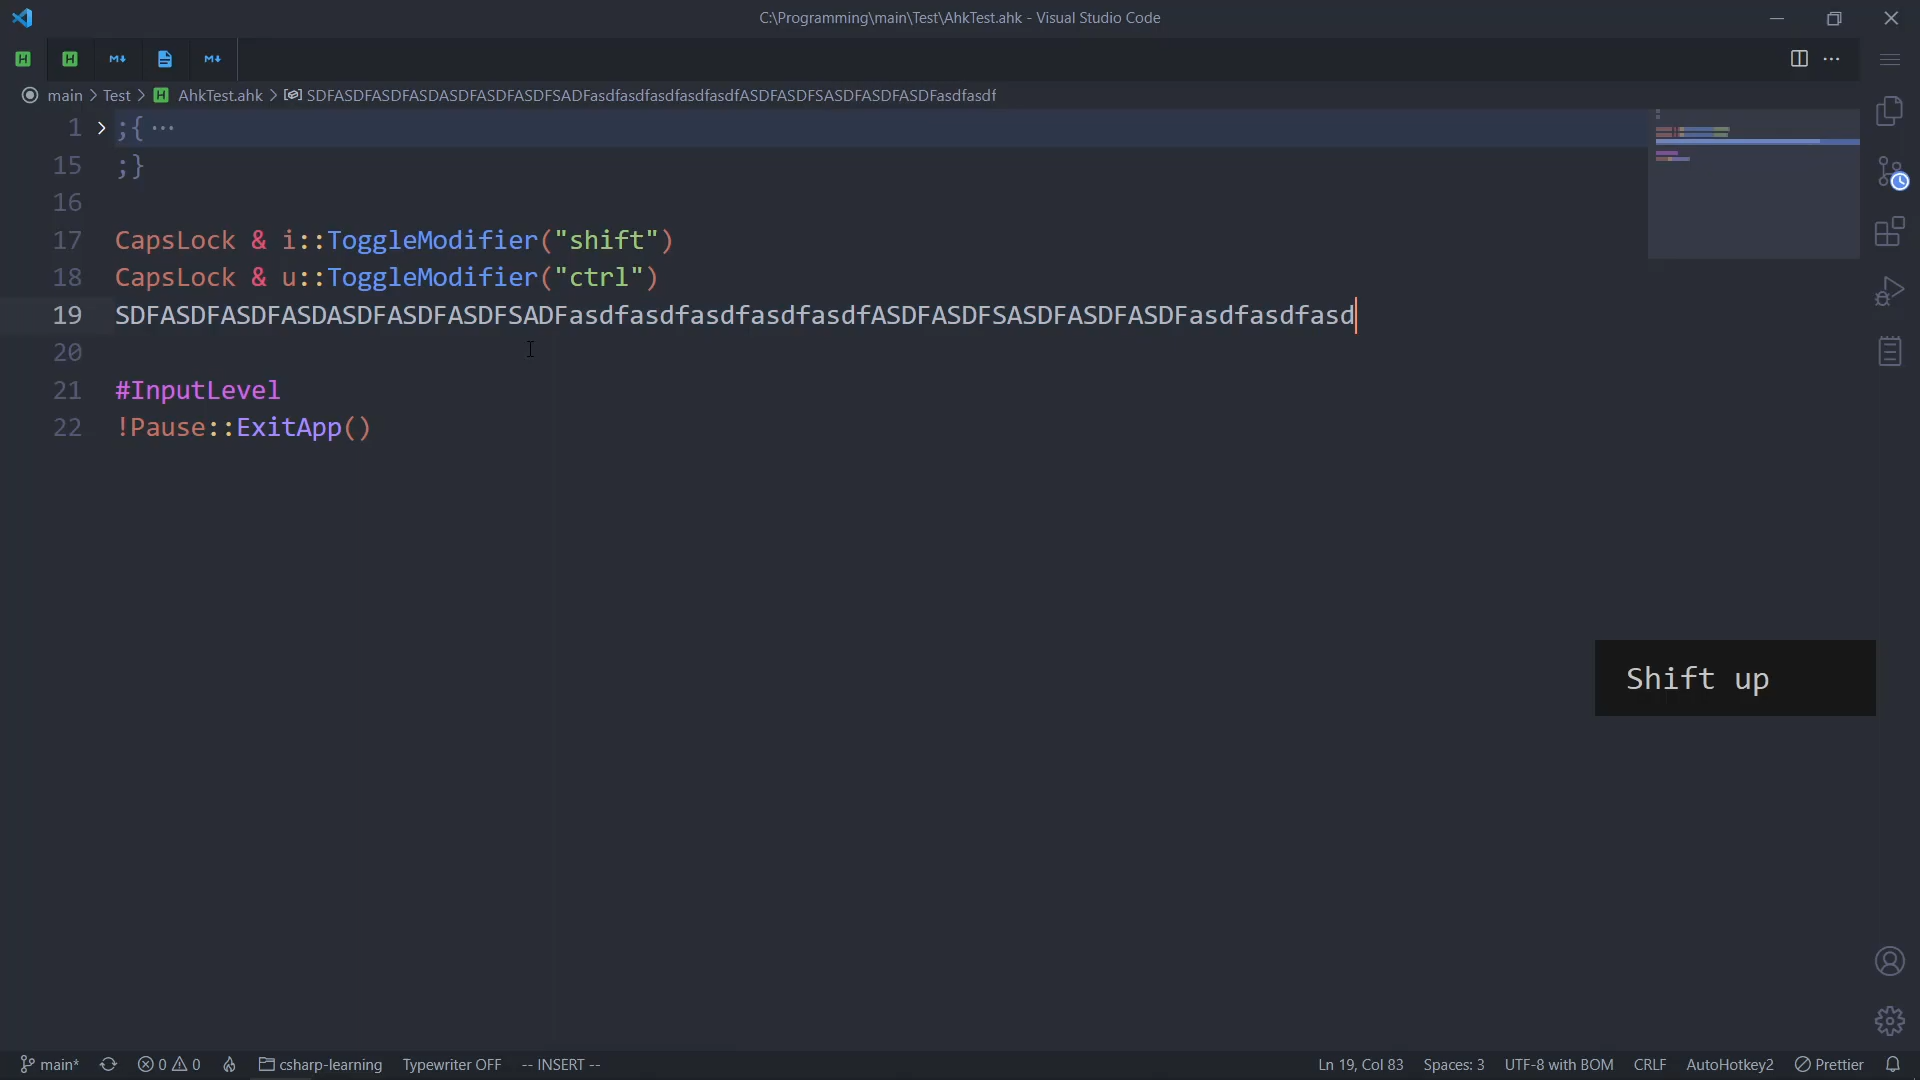 C:\Programming\main\Test\AhkTest.ahk - Visual Studio Code
main > Test > AhkTest.ahk > SDFASDFASDFASDASDFASDFASDFSADFasdfasdfasdfasdfasdfASDFASDFSASDFASDFASDFasdfasdf
1 > ;{ ···
15 ;}
16
17 CapsLock & i::ToggleModifier("shift")
18 CapsLock & u::ToggleModifier("ctrl")
19 SDFASDFASDFASDASDFASDFASDFSADFasdfasdfasdfasdfasdfASDFASDFSASDFASDFASDFasdfasdfasd
20
21 #InputLevel
22 !Pause::ExitApp()
Shift up
main* 0 0 csharp-learning Typewriter OFF -- INSERT -- Ln 19, Col 83 Spaces: 3 UTF-8 with BOM CRLF AutoHotkey2 Prettier